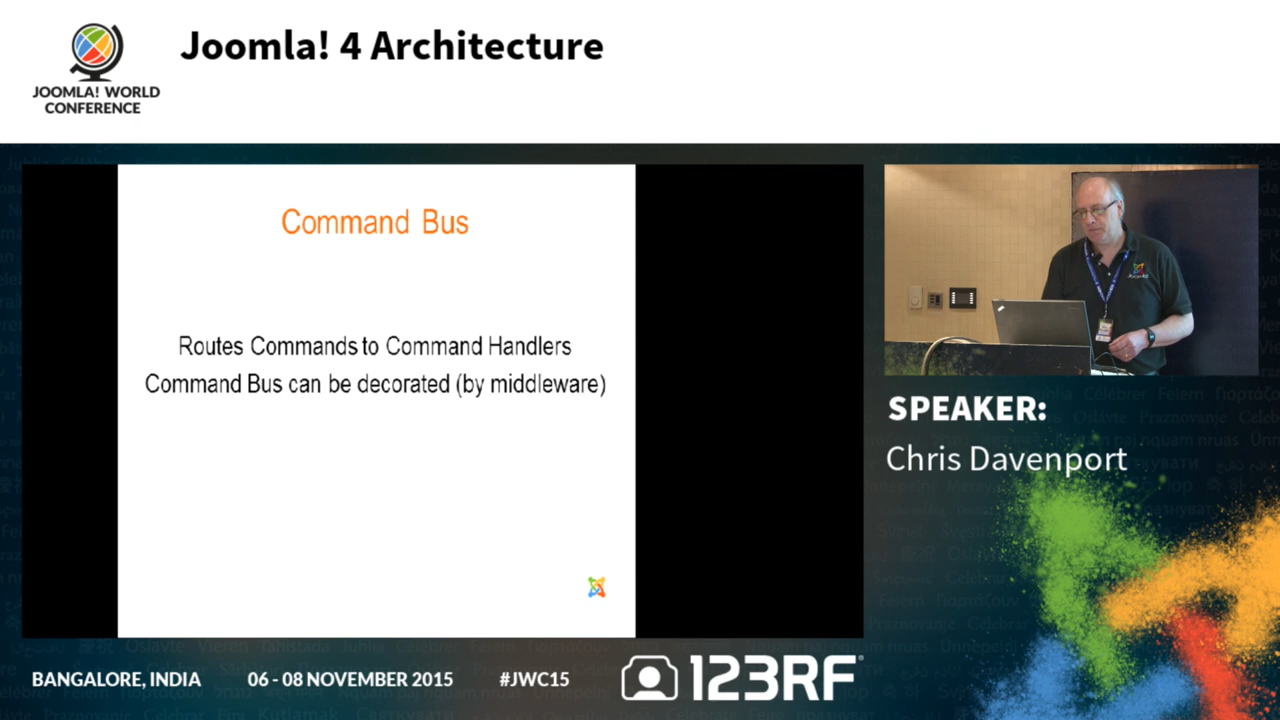 Joomla! 4 Architecture
JOOMLA! WORLD
CONFERENCE
Command Bus
Routes Commands to Command Handlers
Command Bus can be decorated (by middleware)
SPEAKER:
Chris Davenport
BANGALORE, INDIA
06 - 08 NOVEMBER 2015
#JWC15
123RF